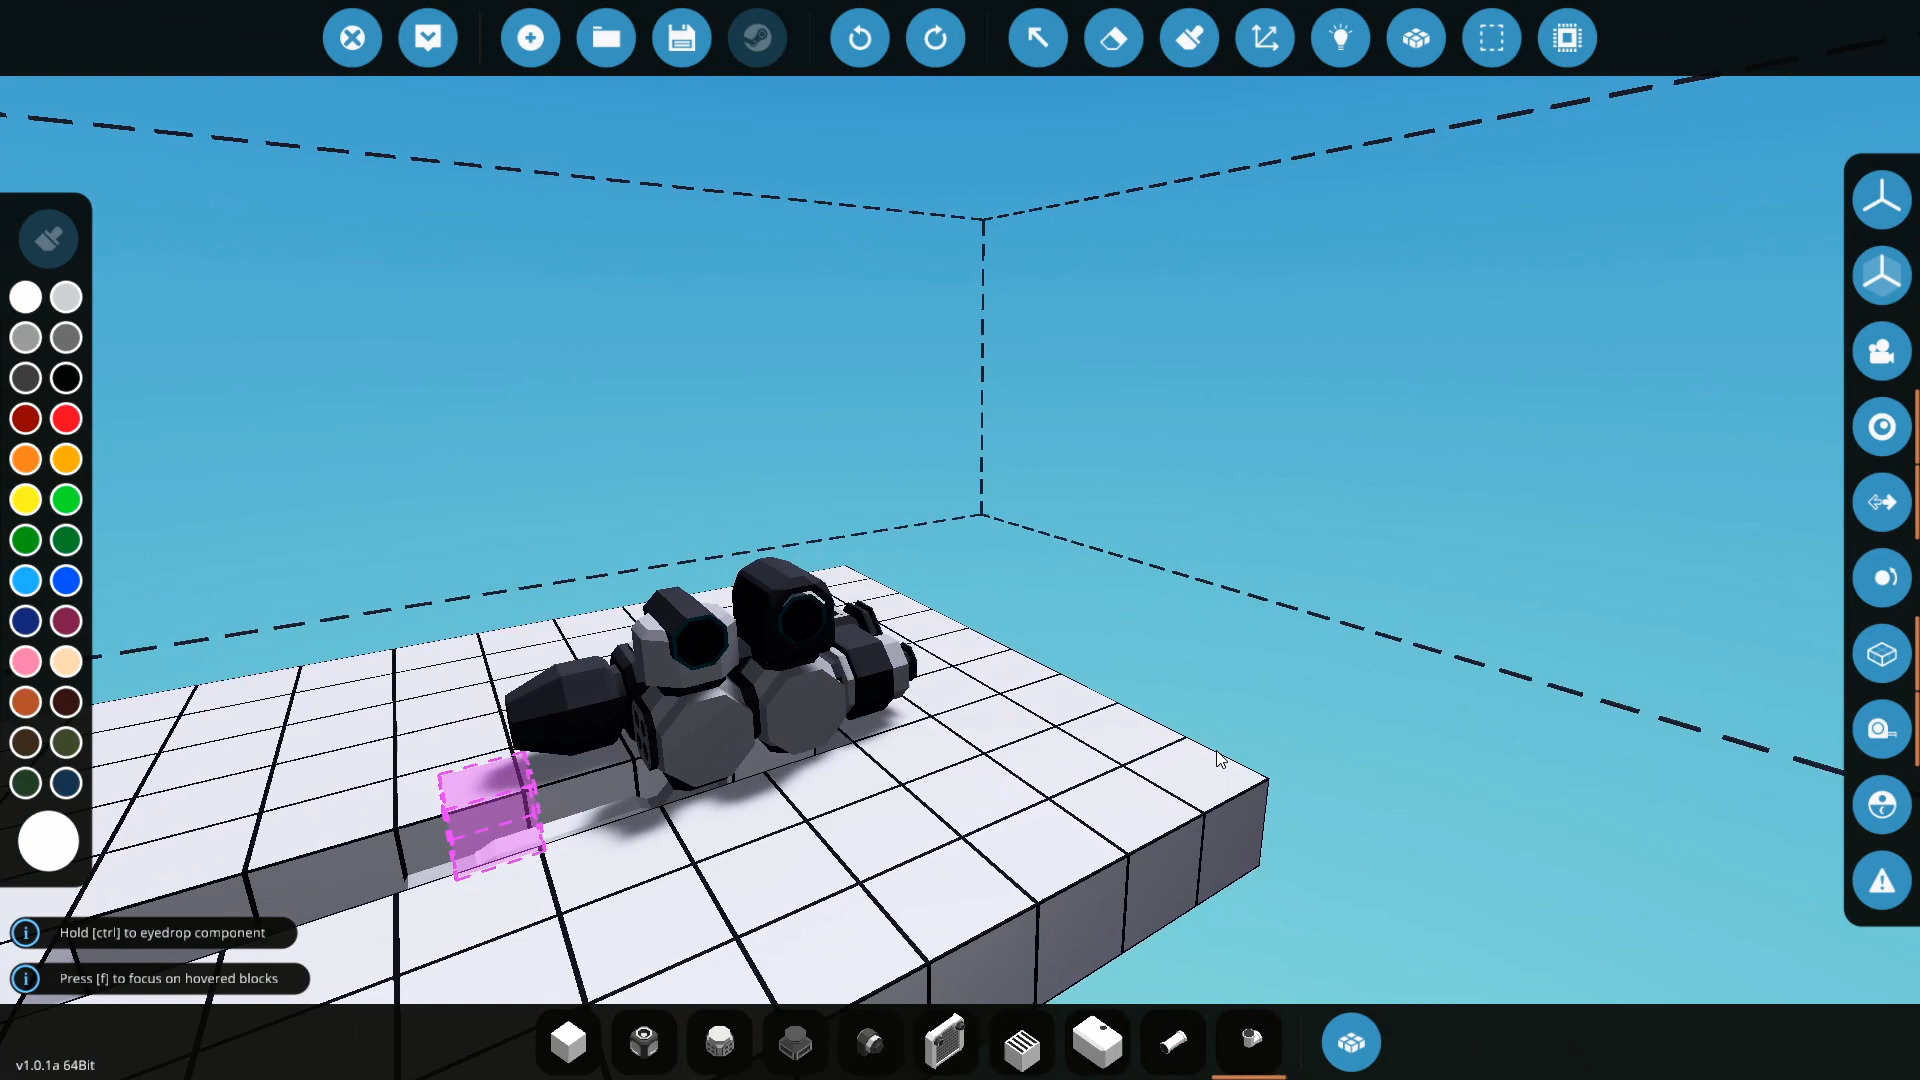 Hold [ctrl] to eyedrop component
Press [f] to focus on hovered blocks
v1.0.1a 64Bit